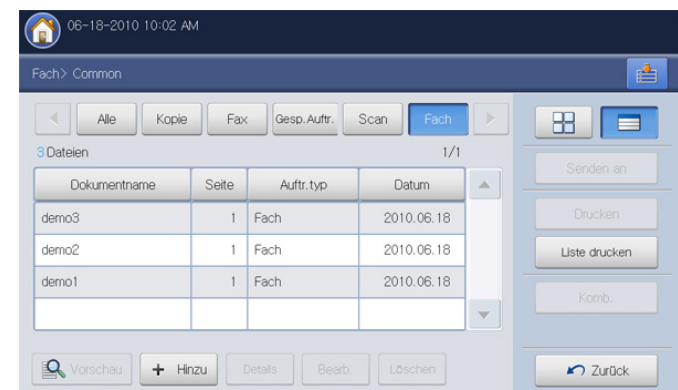 06-18-2010 10:02 AM
Fach> Common
Alle Kopie Fax Gesp.Auftr. Scan Fach
3 Dateien 1/1
Dokumentname Seite Auftr.typ Datum
demo3 1 Fach 2010.06.18
demo2 1 Fach 2010.06.18
demo1 1 Fach 2010.06.18
Senden an
Drucken
Liste drucken
Komb.
Vorschau + Hinzu Details Bearb. Löschen
Zurück